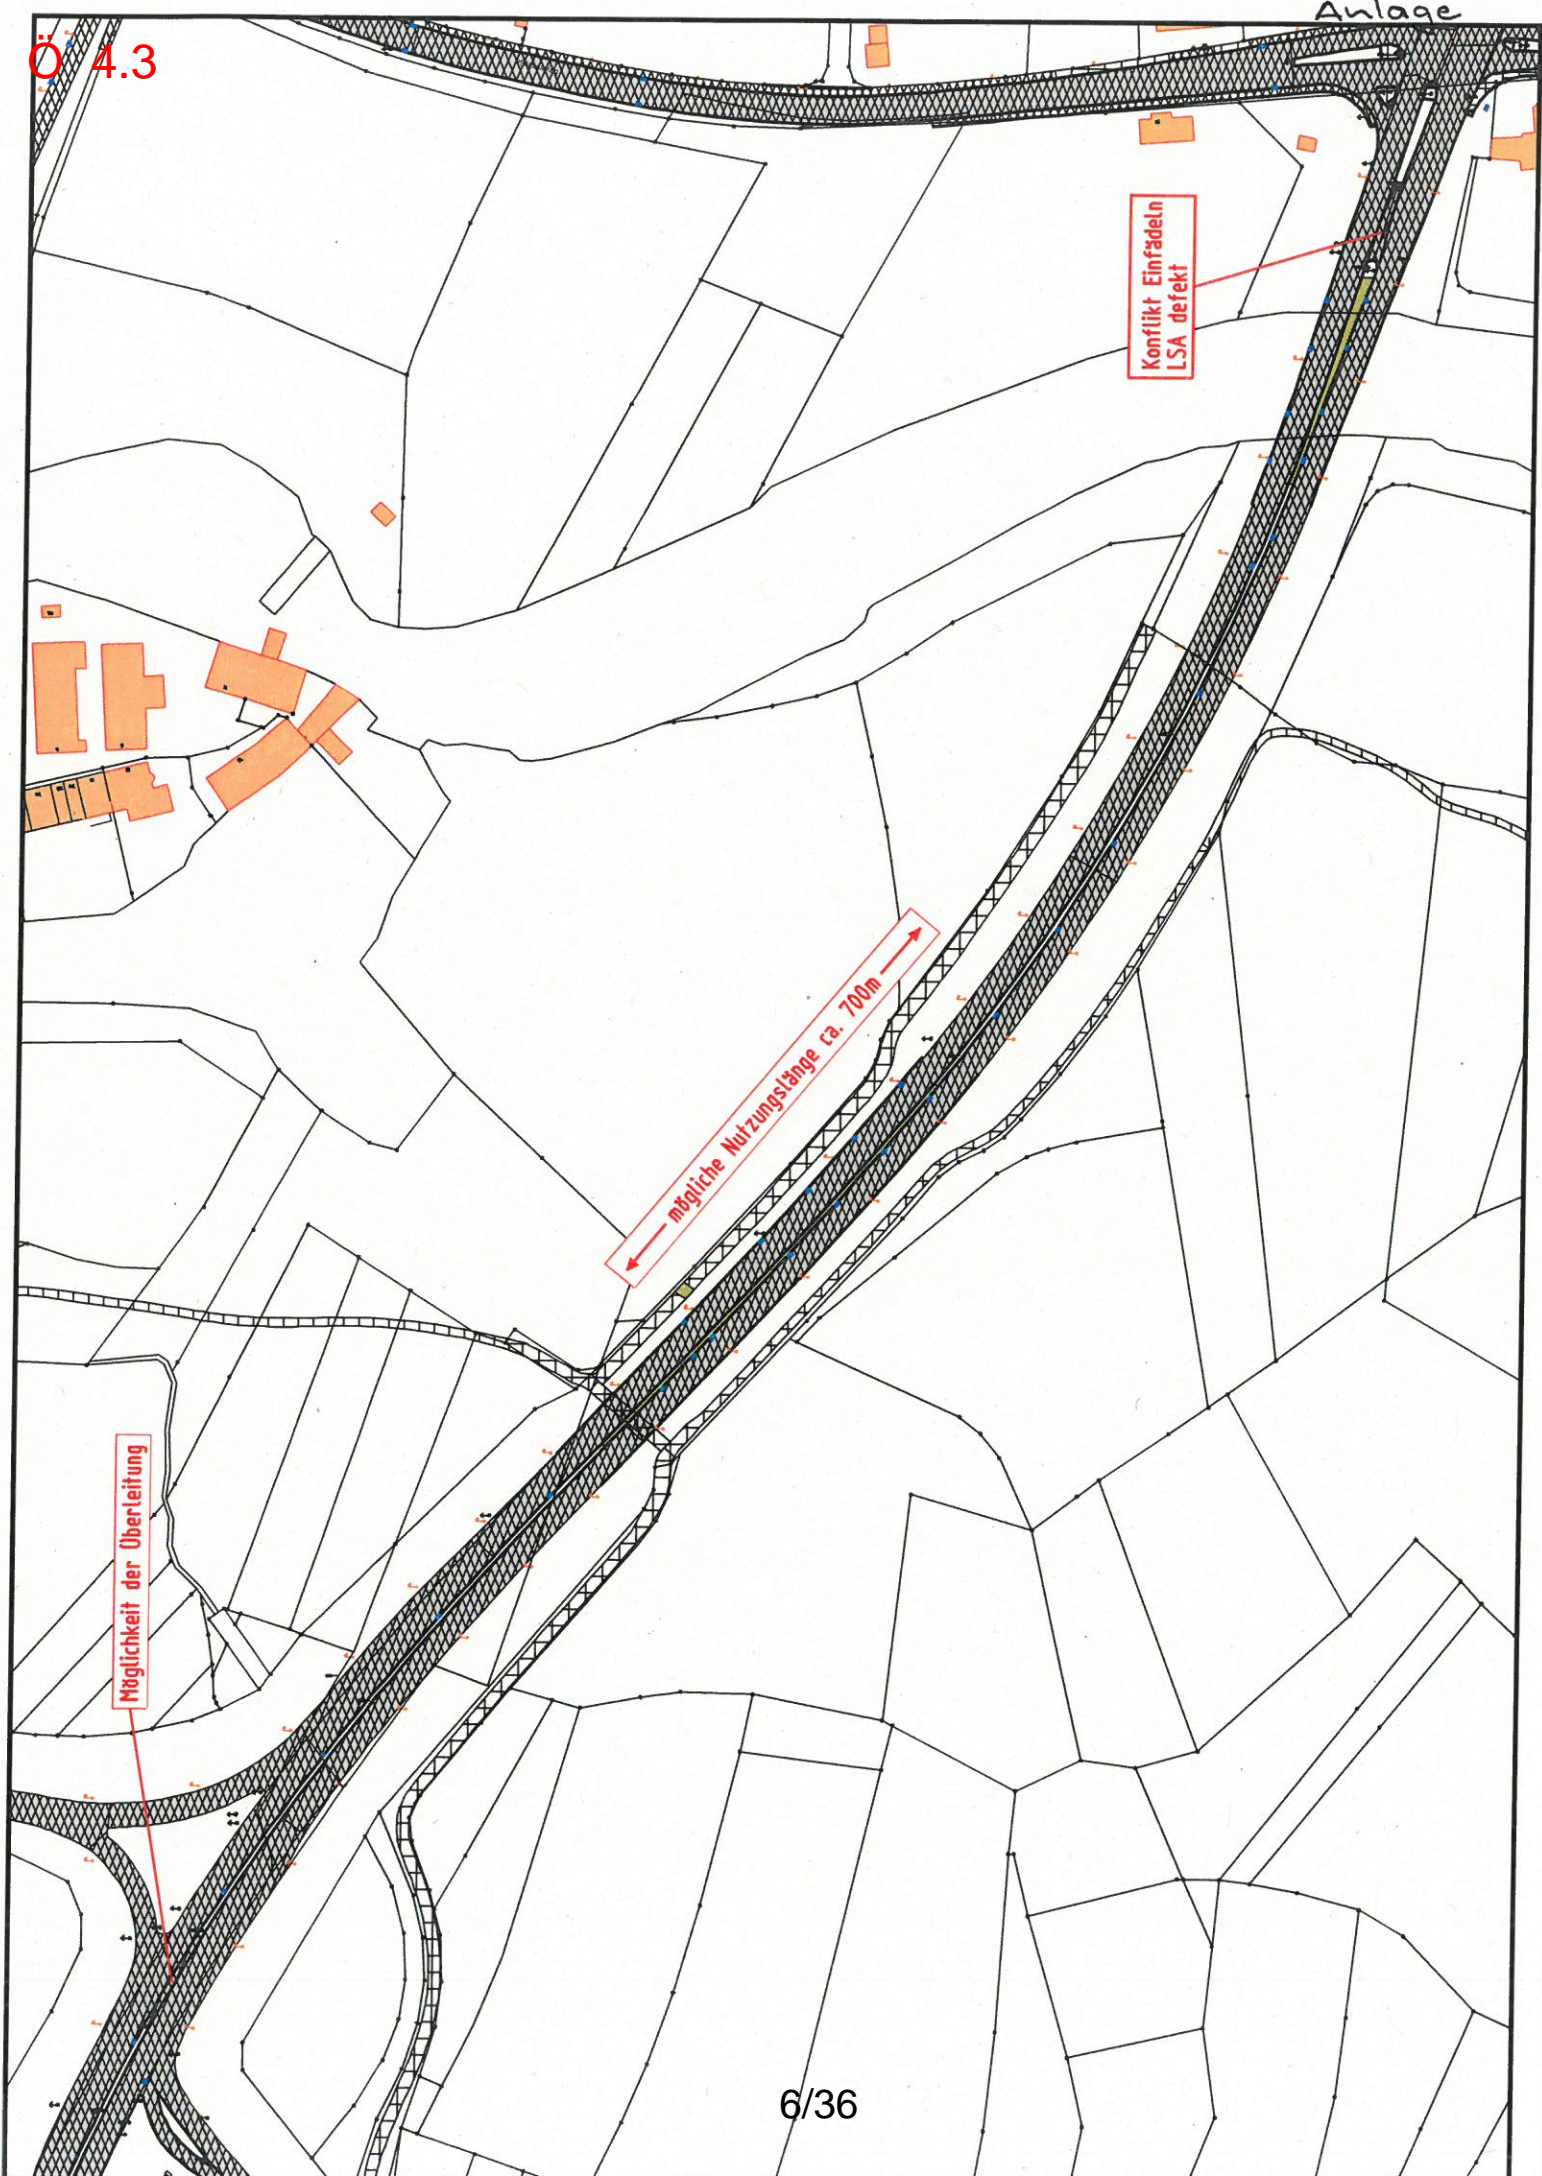 Anlage
Ö 4.3
Konflikt Einfädeln
LSA defekt
mögliche Nutzungslänge ca. 700m
Möglichkeit der Überleitung
6/36